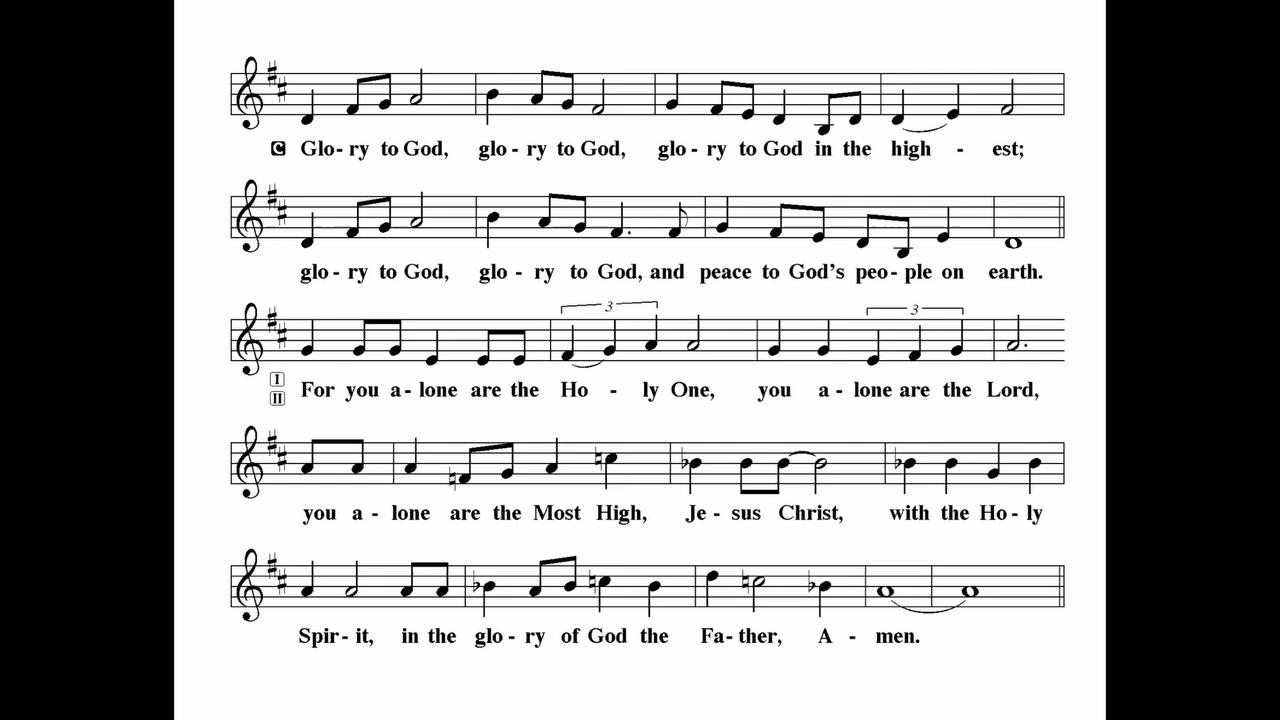 C Glo - ry to God, glo - ry to God, glo - ry to God in the high - est;
glo - ry to God, glo - ry to God, and peace to God's peo - ple on earth.
3 3
I
II
For you a - lone are the Ho - ly One, you a - lone are the Lord,
you a - lone are the Most High, Je - sus Christ, with the Ho - ly
Spir - it, in the glo - ry of God the Fa - ther, A - men.